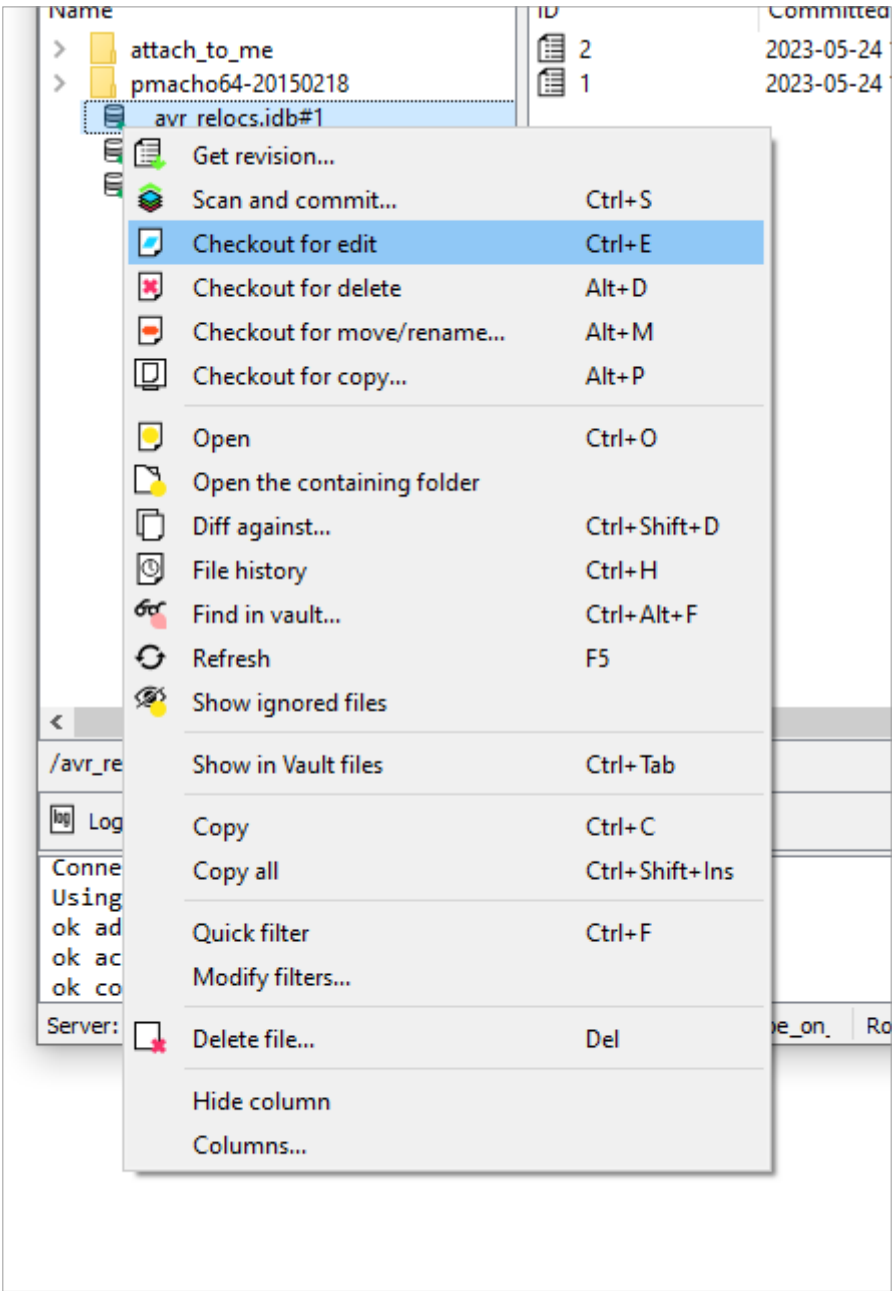 Name ID Committed
attach_to_me 2 2023-05-24
pmacho64-20150218 1 2023-05-24
avr_relocs.idb#1
Get revision...
Scan and commit... Ctrl+S
Checkout for edit Ctrl+E
Checkout for delete Alt+D
Checkout for move/rename... Alt+M
Checkout for copy... Alt+P
Open Ctrl+O
Open the containing folder
Diff against... Ctrl+Shift+D
File history Ctrl+H
Find in vault... Ctrl+Alt+F
Refresh F5
Show ignored files
/avr_re Show in Vault files Ctrl+Tab
log Log Copy Ctrl+C
Conne Copy all Ctrl+Shift+Ins
Using
ok ad Quick filter Ctrl+F
ok ac
ok co Modify filters...
Server: Delete file... Del pe_on_ Ro
Hide column
Columns...